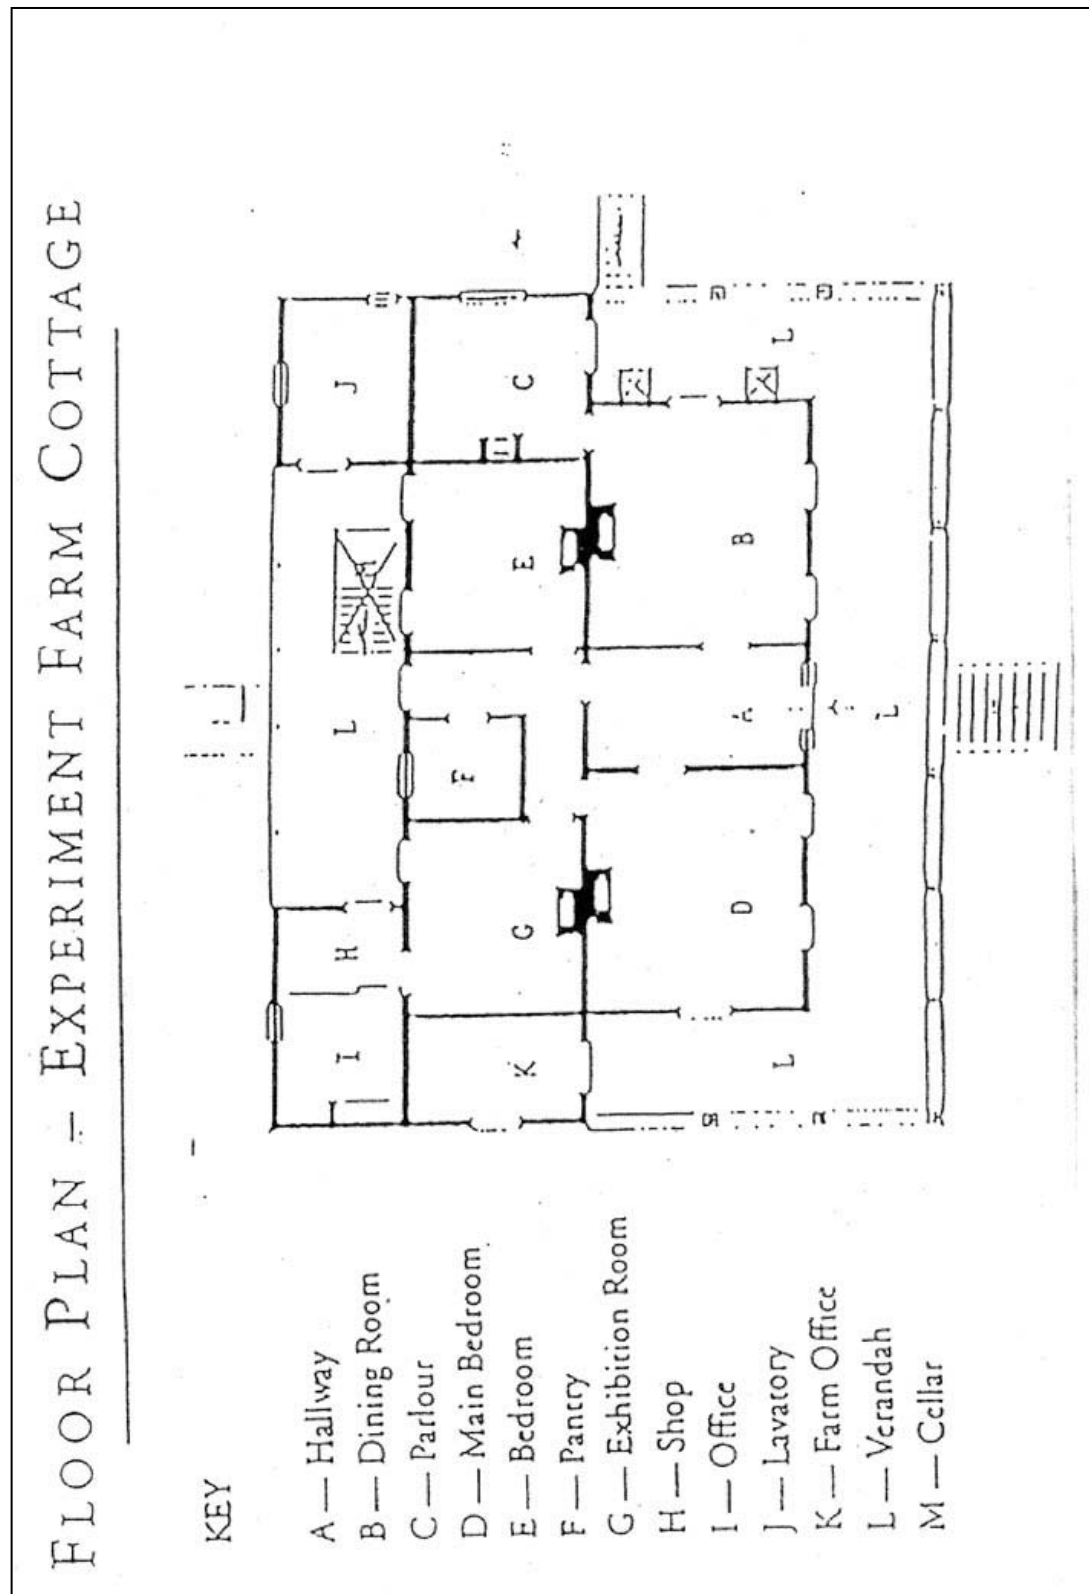 FLOOR PLAN – EXPERIMENT FARM COTTAGE
KEY
A — Hallway
B — Dining Room
C — Parlour
D — Main Bedroom
E — Bedroom
F — Pantry
G — Exhibition Room
H — Shop
I — Office
J — Lavatory
K — Farm Office
L — Verandah
M — Cellar
I
H
L
M
J
F
K
G
E
C
D
A
B
L
L
L